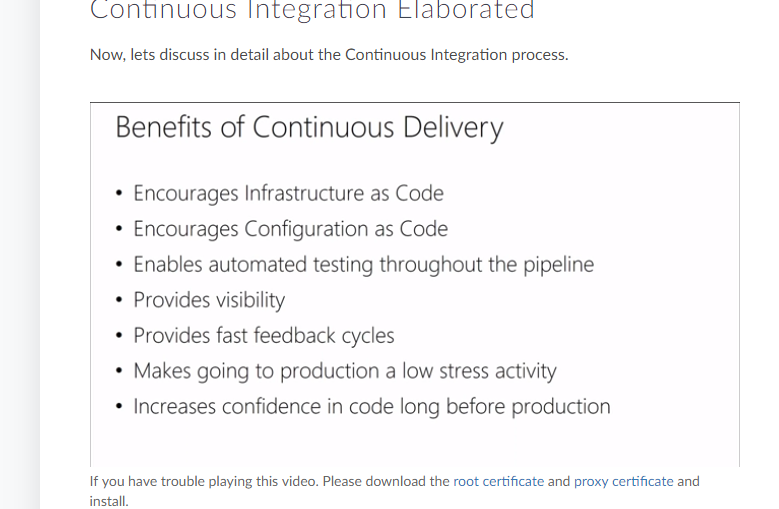 Continuous Integration Elaborated
Now, lets discuss in detail about the Continuous Integration process.
Benefits of Continuous Delivery
• Encourages Infrastructure as Code
• Encourages Configuration as Code
• Enables automated testing throughout the pipeline
• Provides visibility
• Provides fast feedback cycles
• Makes going to production a low stress activity
• Increases confidence in code long before production
If you have trouble playing this video. Please download the root certificate and proxy certificate and
install.